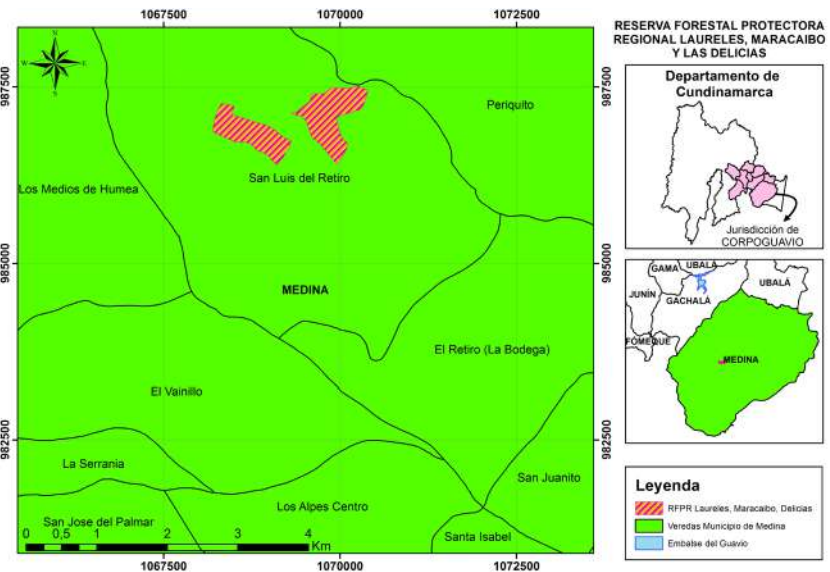 1067500 1070000 1072500
987500
985000
982500
N
W E
S
Periquito
Los Medios de Humea
San Luis del Retiro
MEDINA
El Retiro (La Bodega)
El Vainillo
La Serrania
San Juanito
Los Alpes Centro
San Jose del Palmar
Santa Isabel
0 0,5 1 2 3 4
Km
987500
985000
982500
1067500 1070000 1072500
RESERVA FORESTAL PROTECTORA
REGIONAL LAURELES, MARACAIBO
Y LAS DELICIAS
Departamento de
Cundinamarca
Jurisdicción de
CORPOGUAVIO
GAMA UBALÁ
UBALÁ
JUNÍN
GACHALÁ
FÓMEQUE
MEDINA
Leyenda
RFPR Laureles, Maracaibo, Delicias
Veredas Municipio de Medina
Embalse del Guavio